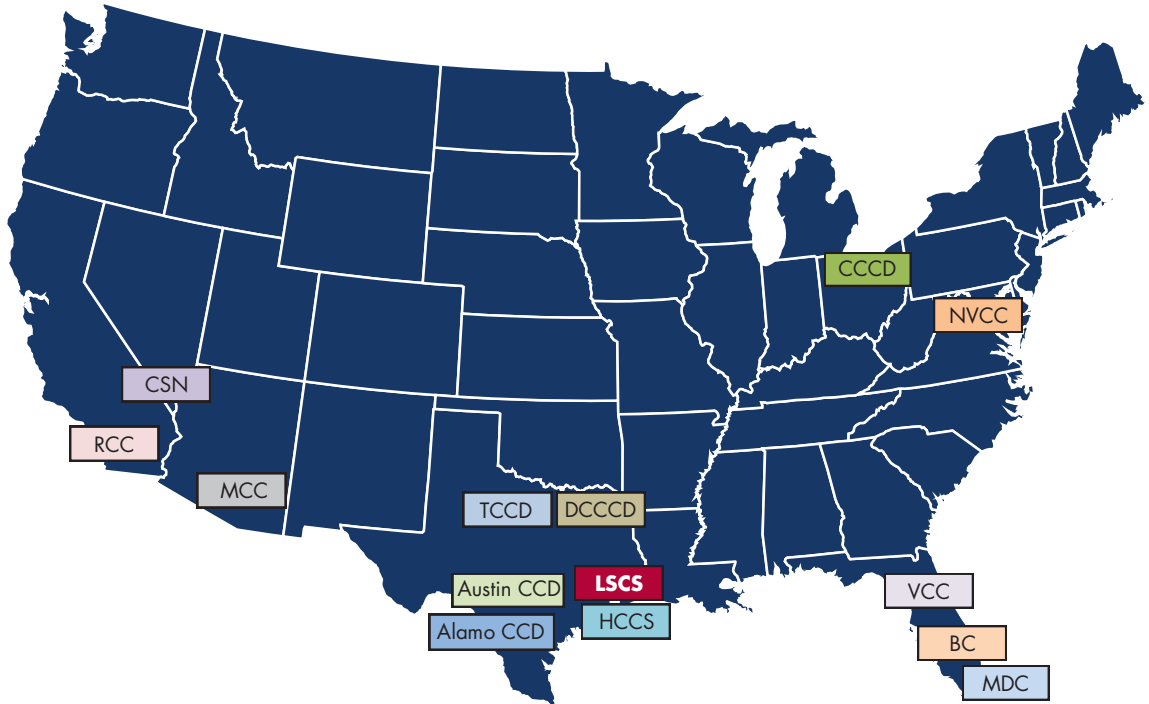 CCCD
NVCC
CSN
RCC
MCC
TCCD
DCCCD
Austin CCD
LSCS
Alamo CCD
HCCS
VCC
BC
MDC